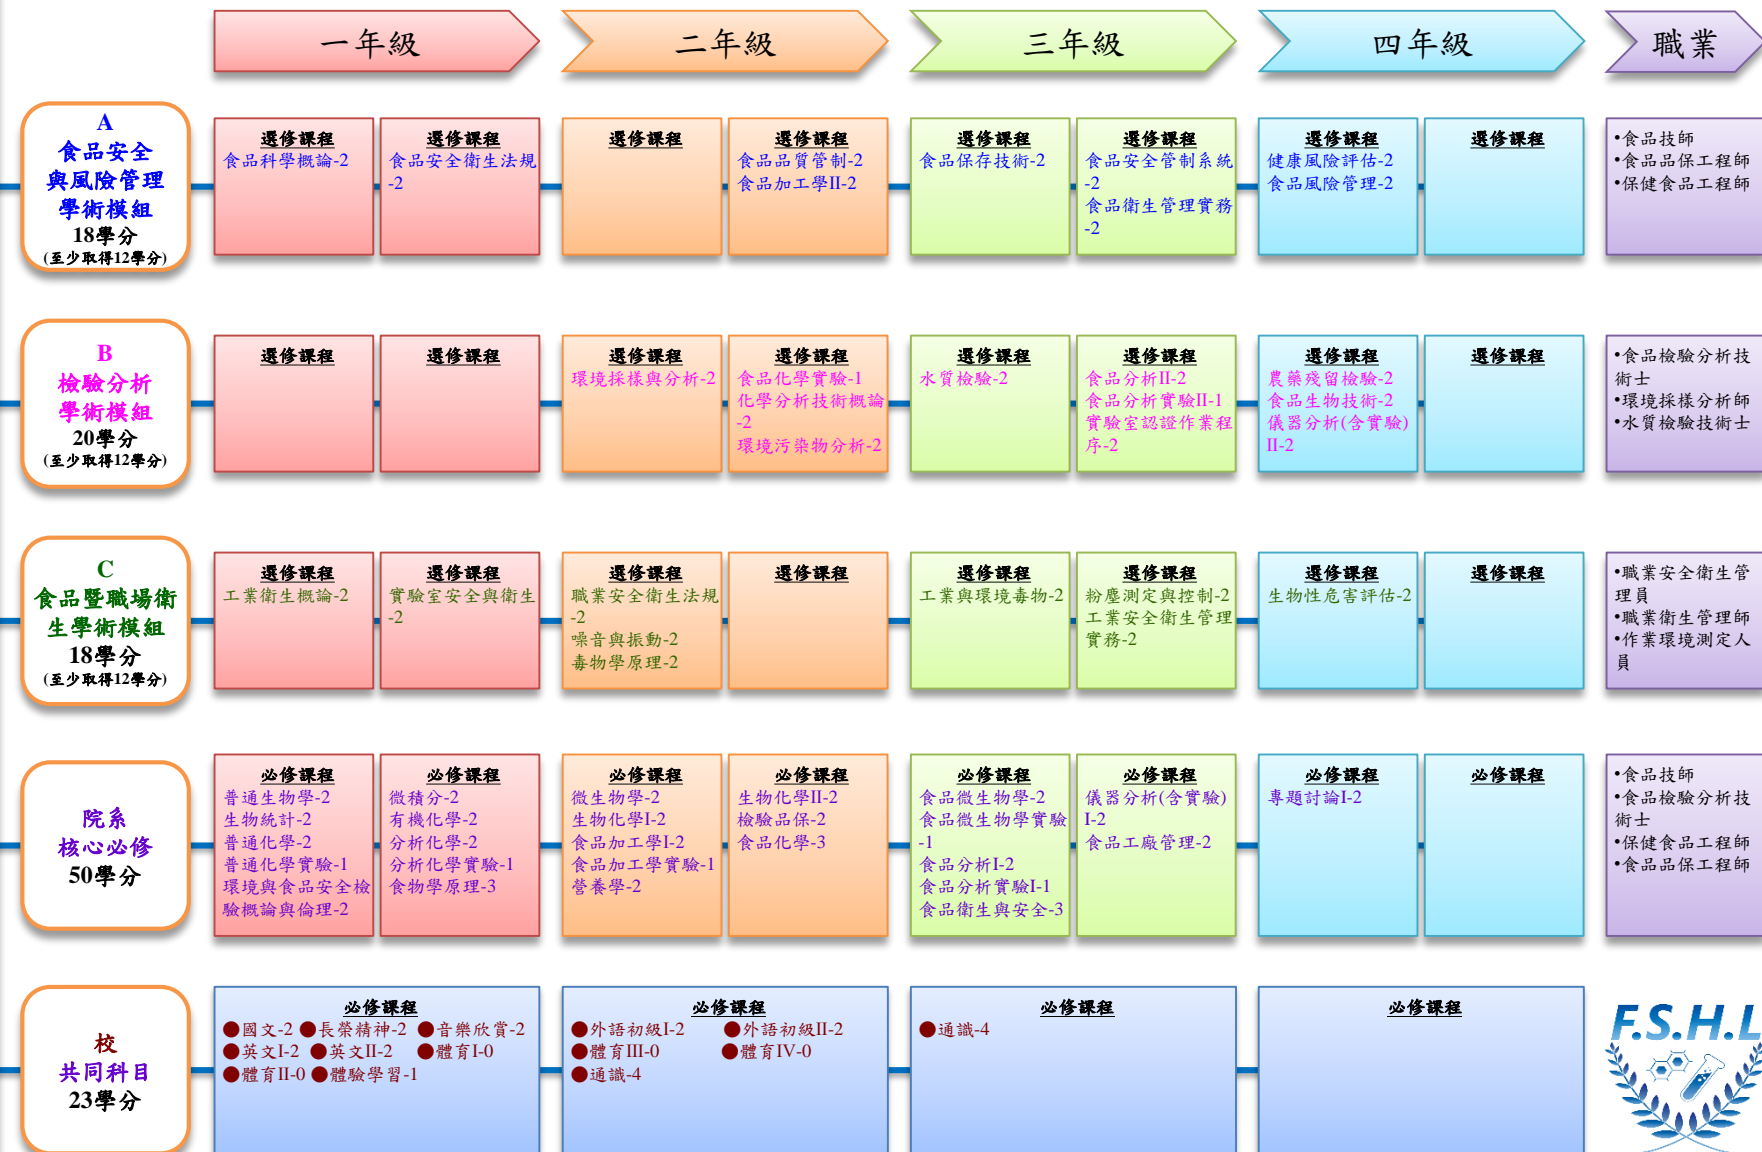 一年級
二年級
三年級
四年級
職業
A
食品安全
與風險管理
學術模組
18學分
(至少取得12學分)
選修課程
食品科學概論-2
選修課程
食品安全衛生法規
-2
選修課程
選修課程
食品品質管制-2
食品加工學II-2
選修課程
食品保存技術-2
選修課程
食品安全管制系統
-2
食品衛生管理實務
-2
選修課程
健康風險評估-2
食品風險管理-2
選修課程
•食品技師
•食品品保工程師
•保健食品工程師
B
檢驗分析
學術模組
20學分
(至少取得12學分)
選修課程
選修課程
選修課程
環境採樣與分析-2
選修課程
食品化學實驗-1
化學分析技術概論
-2
環境污染物分析-2
選修課程
水質檢驗-2
選修課程
食品分析II-2
食品分析實驗II-1
實驗室認證作業程
序-2
選修課程
農藥殘留檢驗-2
食品生物技術-2
儀器分析(含實驗)
II-2
選修課程
•食品檢驗分析技
術士
•環境採樣分析師
•水質檢驗技術士
C
食品暨職場衛
生學術模組
18學分
(至少取得12學分)
選修課程
工業衛生概論-2
選修課程
實驗室安全與衛生
-2
選修課程
職業安全衛生法規
-2
噪音與振動-2
毒物學原理-2
選修課程
選修課程
工業與環境毒物-2
選修課程
粉塵測定與控制-2
工業安全衛生管理
實務-2
選修課程
生物性危害評估-2
選修課程
•職業安全衛生管
理員
•職業衛生管理師
•作業環境測定人
員
院系
核心必修
50學分
必修課程
普通生物學-2
生物統計-2
普通化學-2
普通化學實驗-1
環境與食品安全檢
驗概論與倫理-2
必修課程
微積分-2
有機化學-2
分析化學-2
分析化學實驗-1
食物學原理-3
必修課程
微生物學-2
生物化學I-2
食品加工學I-2
食品加工學實驗-1
營養學-2
必修課程
生物化學II-2
檢驗品保-2
食品化學-3
必修課程
食品微生物學-2
食品微生物學實驗
-1
食品分析I-2
食品分析實驗I-1
食品衛生與安全-3
必修課程
儀器分析(含實驗)
I-2
食品工廠管理-2
必修課程
專題討論I-2
必修課程
•食品技師
•食品檢驗分析技
術士
•保健食品工程師
•食品品保工程師
校
共同科目
23學分
必修課程
●國文-2 ●長榮精神-2 ●音樂欣賞-2
●英文I-2 ●英文II-2 ●體育I-0
●體育II-0 ●體驗學習-1
必修課程
●外語初級I-2 ●外語初級II-2
●體育III-0 ●體育IV-0
●通識-4
必修課程
●通識-4
必修課程
F.S.H.L